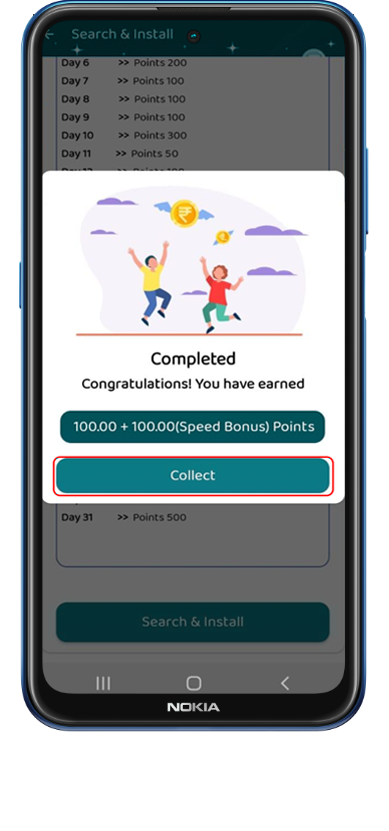 Search & Install
Day 6 >> Points 200
Day 7 >> Points 100
Day 8 >> Points 100
Day 9 >> Points 100
Day 10 >> Points 300
Day 11 >> Points 50
Completed
Congratulations! You have earned
100.00 + 100.00(Speed Bonus) Points
Collect
Day 31 >> Points 500
Search & Install
NOKIA